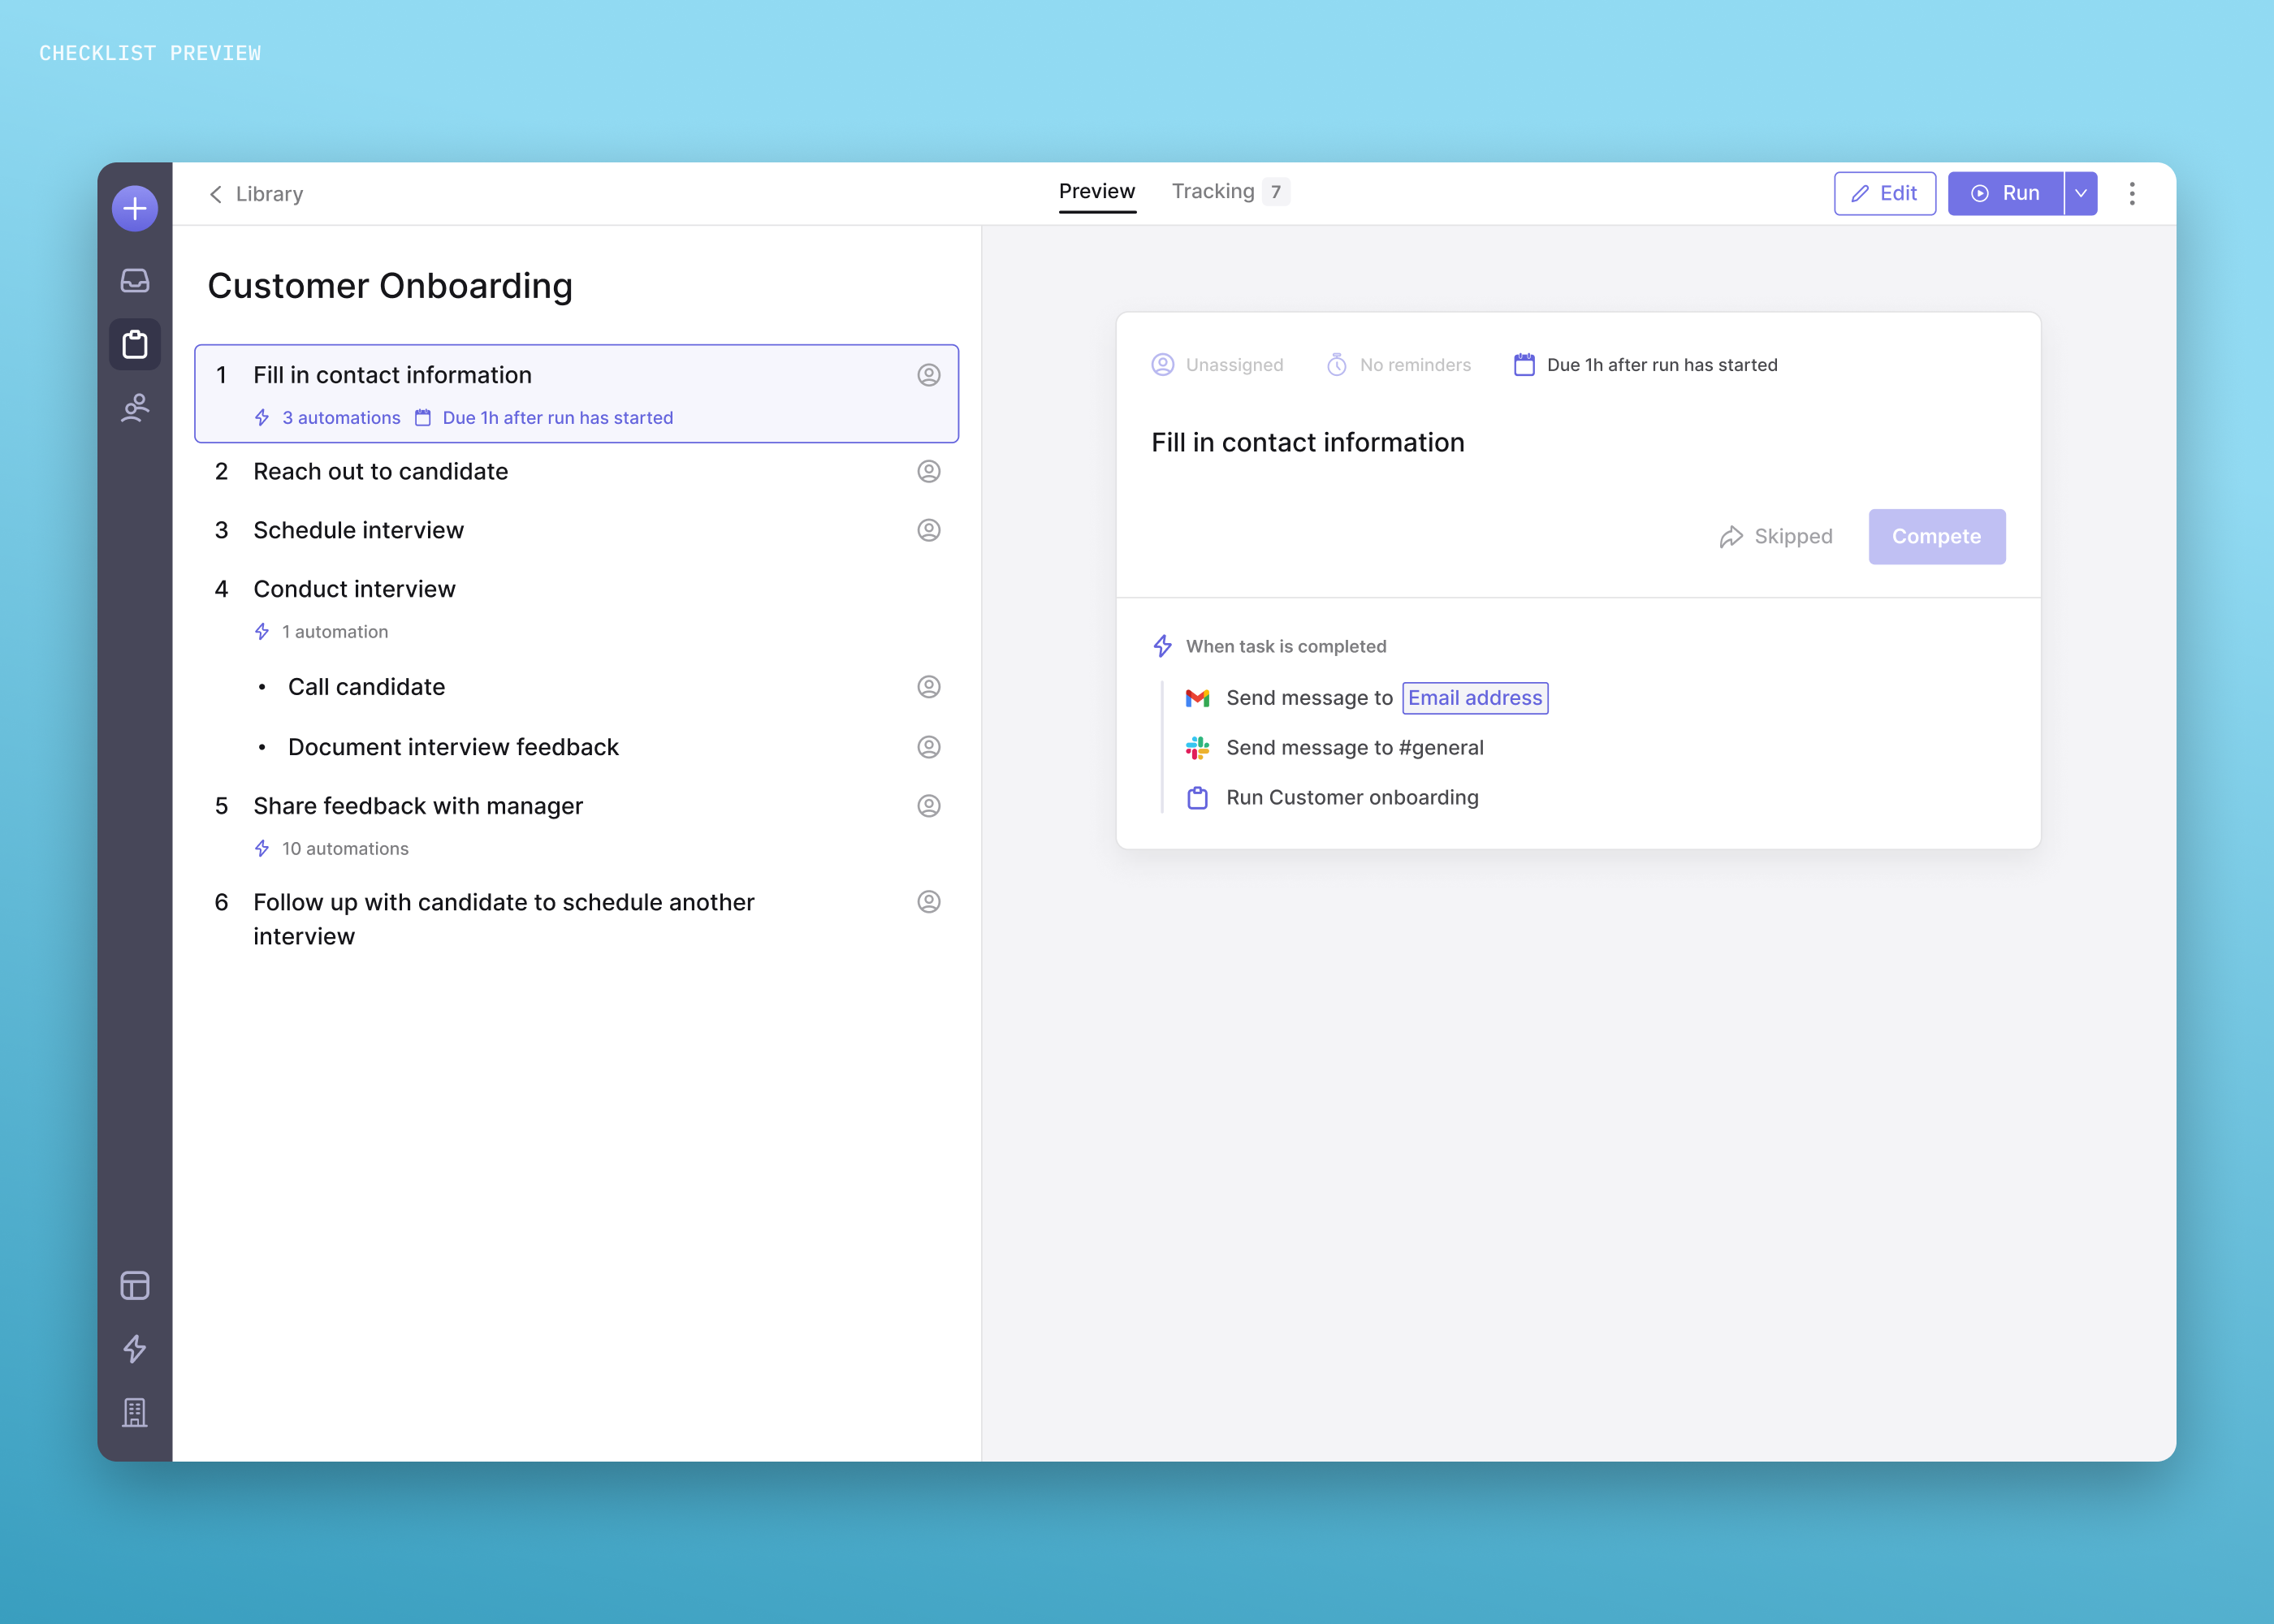 CHECKLIST PREVIEW
Library
Preview
Tracking 7
Edit
Run
Customer Onboarding
1 Fill in contact information
3 automations Due 1h after run has started
2 Reach out to candidate
3 Schedule interview
4 Conduct interview
1 automation
• Call candidate
• Document interview feedback
5 Share feedback with manager
10 automations
6 Follow up with candidate to schedule another
interview
Unassigned No reminders Due 1h after run has started
Fill in contact information
Skipped Compete
When task is completed
Send message to Email address
Send message to #general
Run Customer onboarding